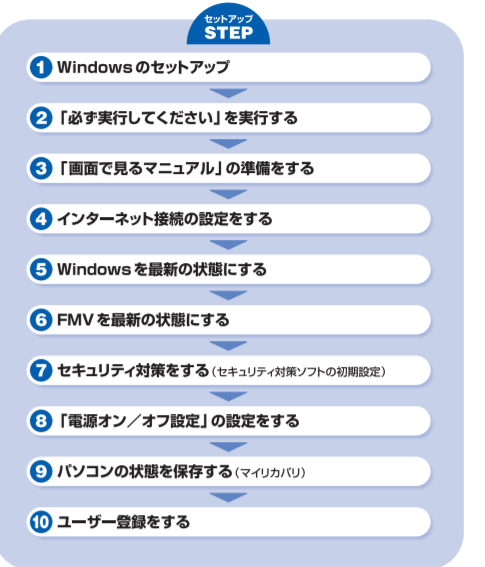 セットアップ
STEP
1 Windowsのセットアップ
2 「必ず実行してください」を実行する
3 「画面で見るマニュアル」の準備をする
4 インターネット接続の設定をする
5 Windowsを最新の状態にする
6 FMVを最新の状態にする
7 セキュリティ対策をする（セキュリティ対策ソフトの初期設定）
8 「電源オン／オフ設定」の設定をする
9 パソコンの状態を保存する（マイリカバリ）
10 ユーザー登録をする